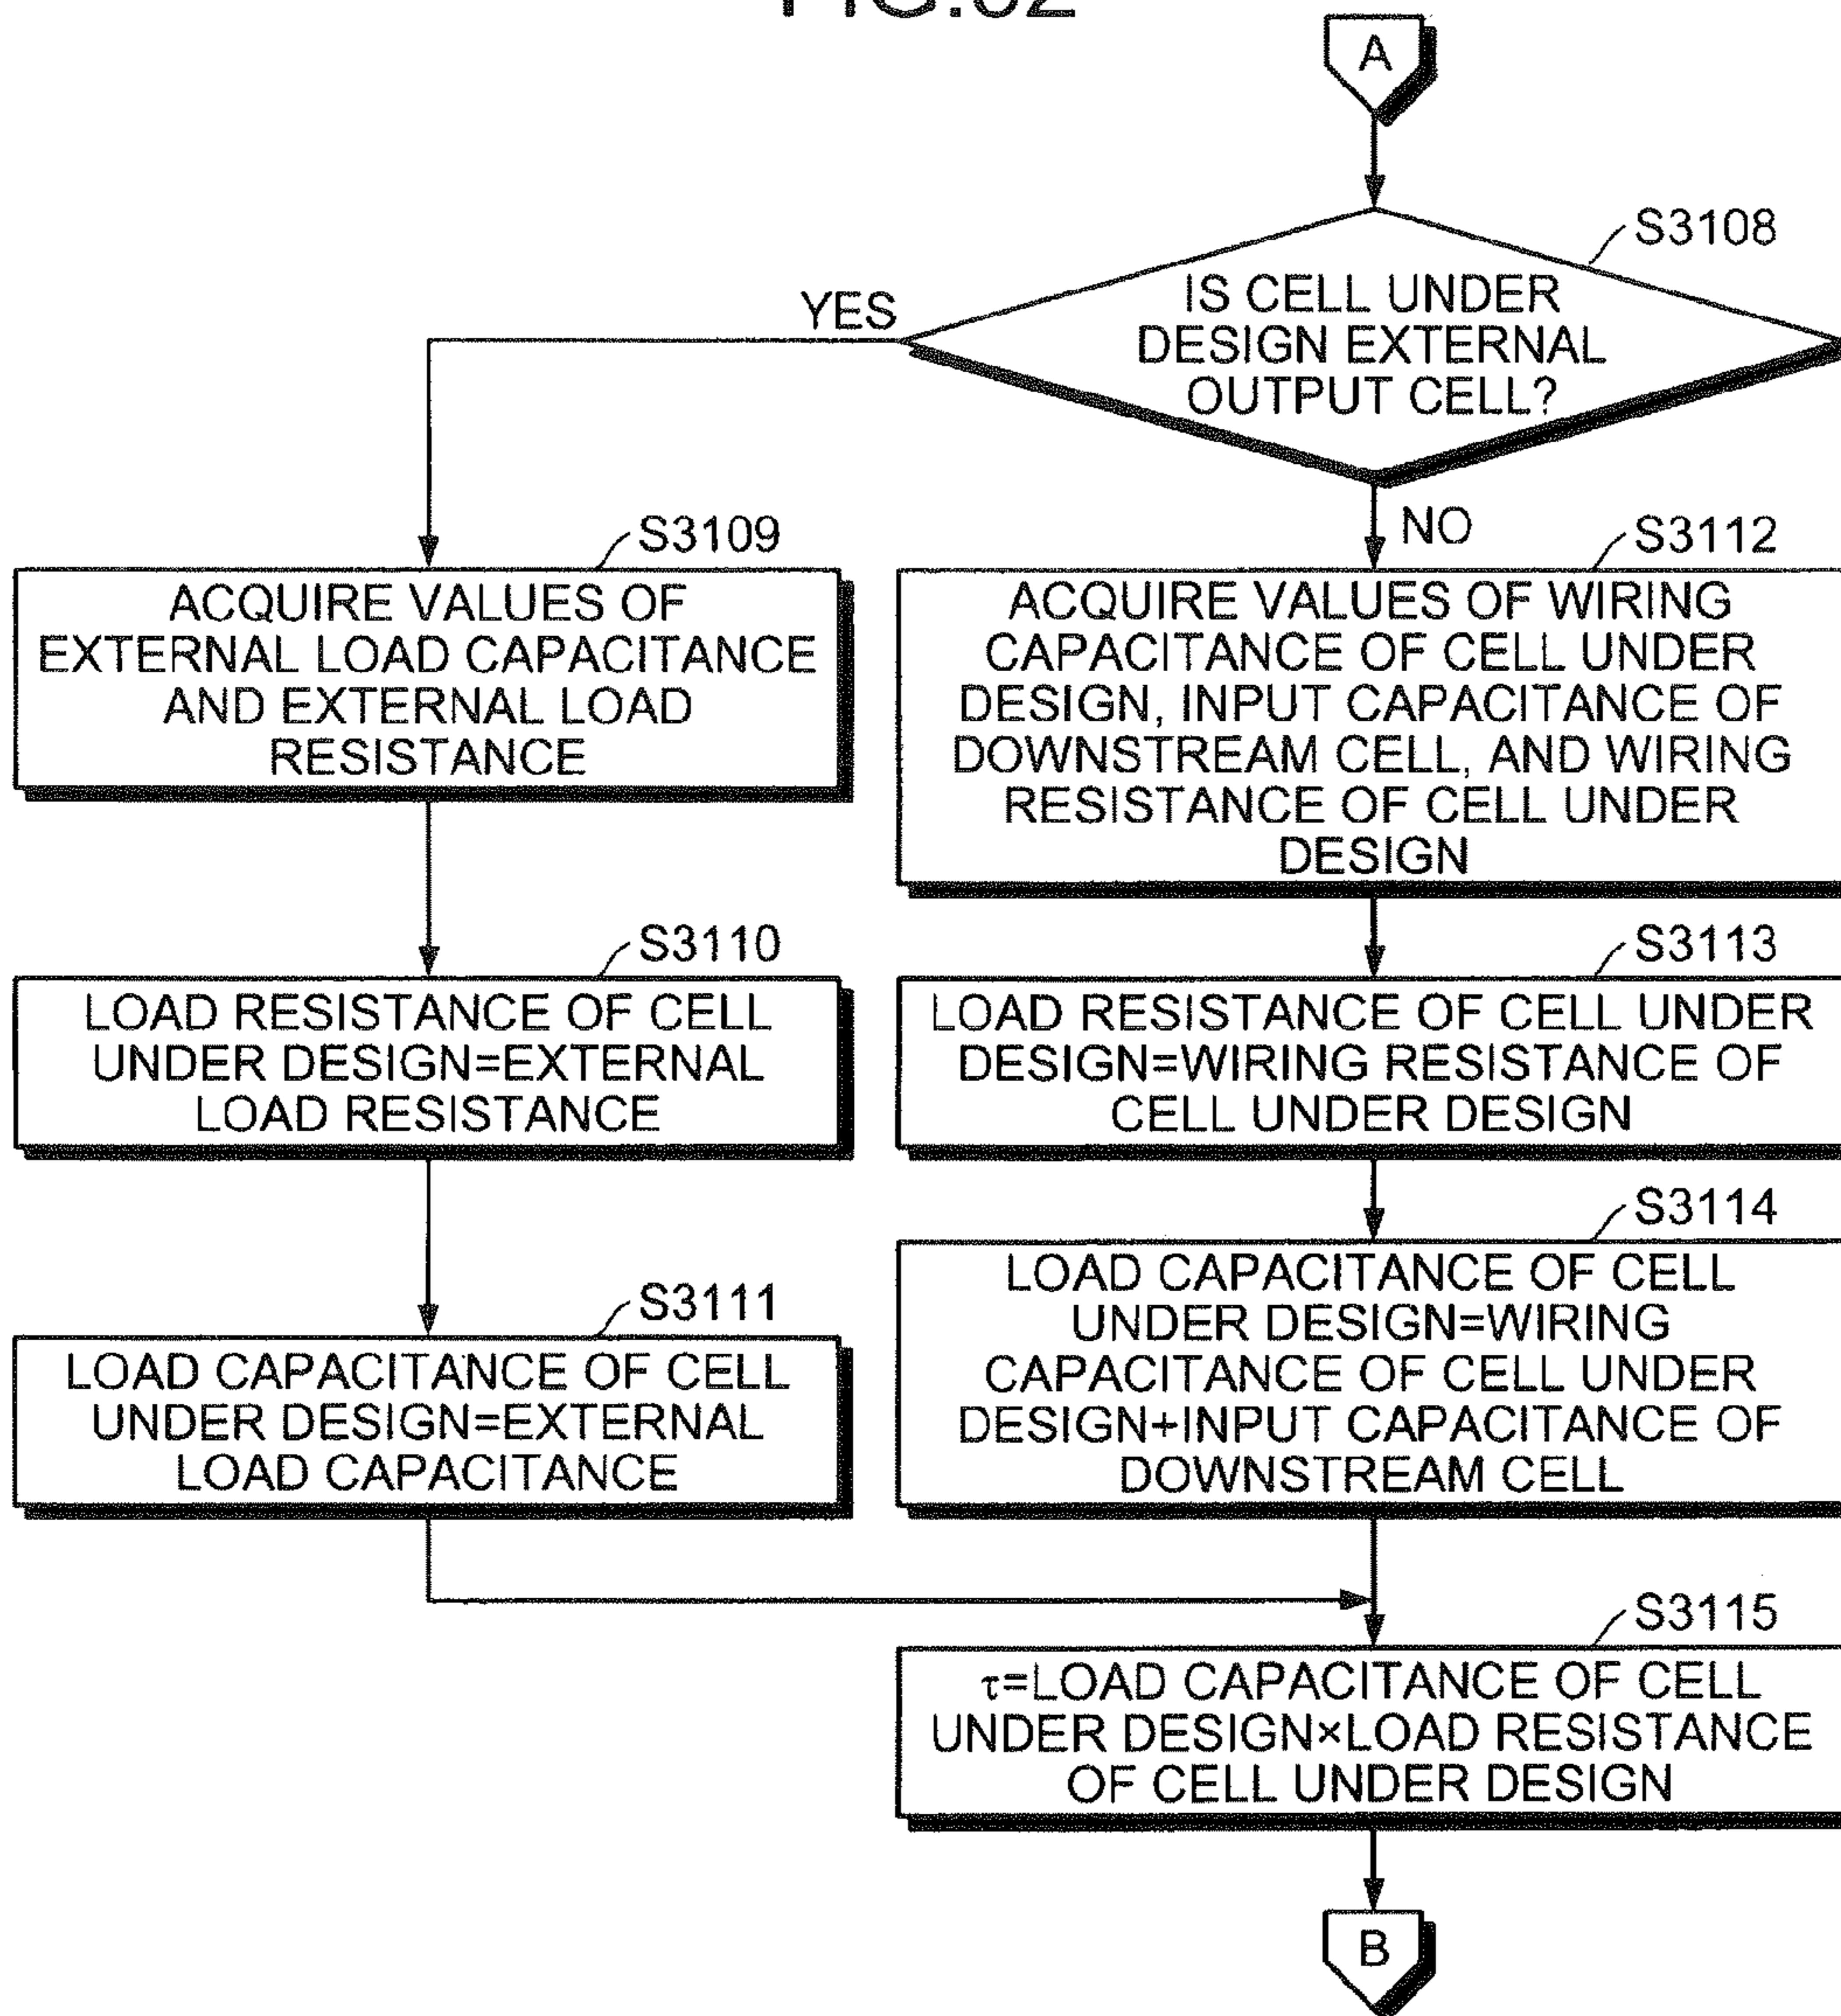 FIG.32
A
S3108
IS CELL UNDER
DESIGN EXTERNAL
OUTPUT CELL?
YES
NO
S3109
ACQUIRE VALUES OF
EXTERNAL LOAD CAPACITANCE
AND EXTERNAL LOAD
RESISTANCE
S3110
LOAD RESISTANCE OF CELL
UNDER DESIGN=EXTERNAL
LOAD RESISTANCE
S3111
LOAD CAPACITANCE OF CELL
UNDER DESIGN=EXTERNAL
LOAD CAPACITANCE
S3112
ACQUIRE VALUES OF WIRING
CAPACITANCE OF CELL UNDER
DESIGN, INPUT CAPACITANCE OF
DOWNSTREAM CELL, AND WIRING
RESISTANCE OF CELL UNDER
DESIGN
S3113
LOAD RESISTANCE OF CELL UNDER
DESIGN=WIRING RESISTANCE OF
CELL UNDER DESIGN
S3114
LOAD CAPACITANCE OF CELL
UNDER DESIGN=WIRING
CAPACITANCE OF CELL UNDER
DESIGN+INPUT CAPACITANCE OF
DOWNSTREAM CELL
S3115
τ=LOAD CAPACITANCE OF CELL
UNDER DESIGN×LOAD RESISTANCE
OF CELL UNDER DESIGN
B